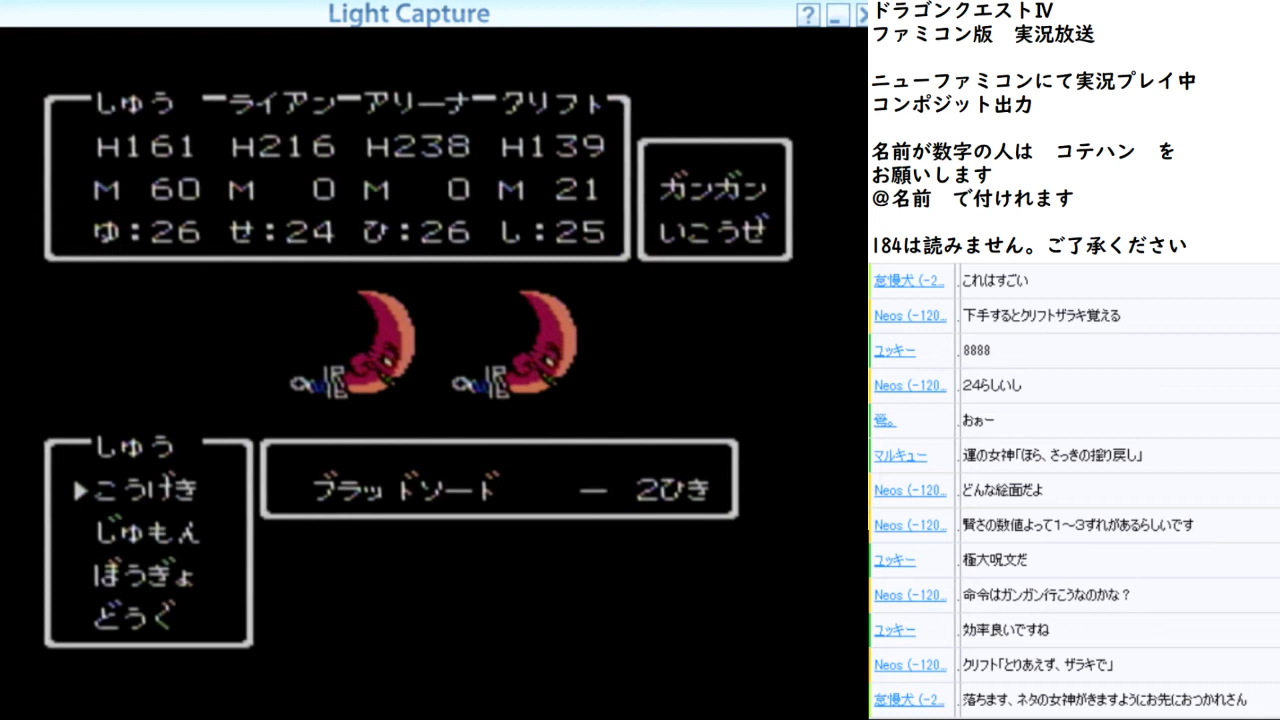 Light Capture
しゅう ライアン アリーナ クリフト
H161 H216 H238 H139
M 60 M 0 M 0 M 21
ゆ:26 せ:24 ひ:26 し:25
ガンガン
いこうぜ
しゅう
▶こうげき
じゅもん
ぼうぎょ
どうぐ
ブラッドソード ー 2ひき
ドラゴンクエストⅣ
ファミコン版 実況放送
ニューファミコンにて実況プレイ中
コンポジット出力
名前が数字の人は コテハン を
お願いします
@名前 で付けれます
184は読みません。ご了承ください
怠慢犬 (-2... これはすごい
Neos (-120... 下手するとクリフトザラキ覚える
ユッキー 8888
Neos (-120... 24らしいし
おぉー
マルキュー 運の女神「ほら、さっきの揺り戻し」
Neos (-120... どんな絵面だよ
Neos (-120... 賢さの数値よって1~3ずれがあるらしいです
ユッキー 極大呪文だ
Neos (-120... 命令はガンガン行こうなのかな?
ユッキー 効率良いですね
Neos (-120... クリフト「とりあえず、ザラキで」
怠慢犬 (-2... 落ちます、ネタの女神がきますようにお先におつかれさん